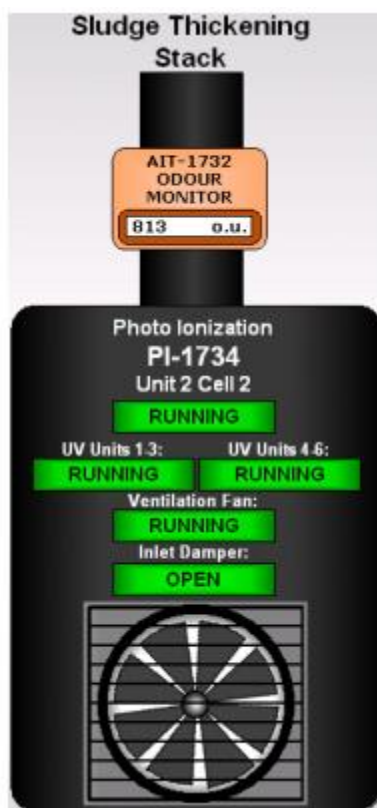 Sludge Thickening
Stack
AIT-1732
ODOUR
MONITOR
813 o.u.
Photo Ionization
PI-1734
Unit 2 Cell 2
RUNNING
UV Units 1-3: UV Units 4-6:
RUNNING RUNNING
Ventilation Fan:
RUNNING
Inlet Damper:
OPEN